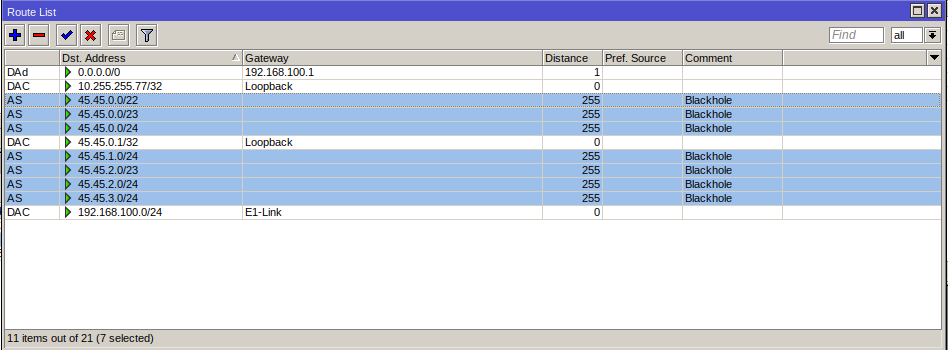 Route List
Find all
Dst. Address Gateway Distance Pref. Source Comment
DAd 0.0.0.0/0 192.168.100.1 1
DAC 10.255.255.77/32 Loopback 0
AS 45.45.0.0/22 255 Blackhole
AS 45.45.0.0/23 255 Blackhole
AS 45.45.0.0/24 255 Blackhole
DAC 45.45.0.1/32 Loopback 0
AS 45.45.1.0/24 255 Blackhole
AS 45.45.2.0/23 255 Blackhole
AS 45.45.2.0/24 255 Blackhole
AS 45.45.3.0/24 255 Blackhole
DAC 192.168.100.0/24 E1-Link 0
11 items out of 21 (7 selected)